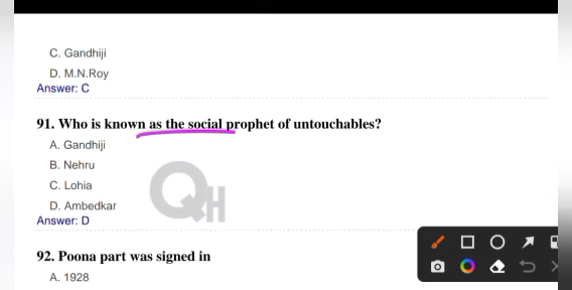 C. Gandhiji
D. M.N.Roy
Answer: C
91. Who is known as the social prophet of untouchables?
A. Gandhiji
B. Nehru
C. Lohia
D. Ambedkar
Answer: D
QH
92. Poona part was signed in
A. 1928